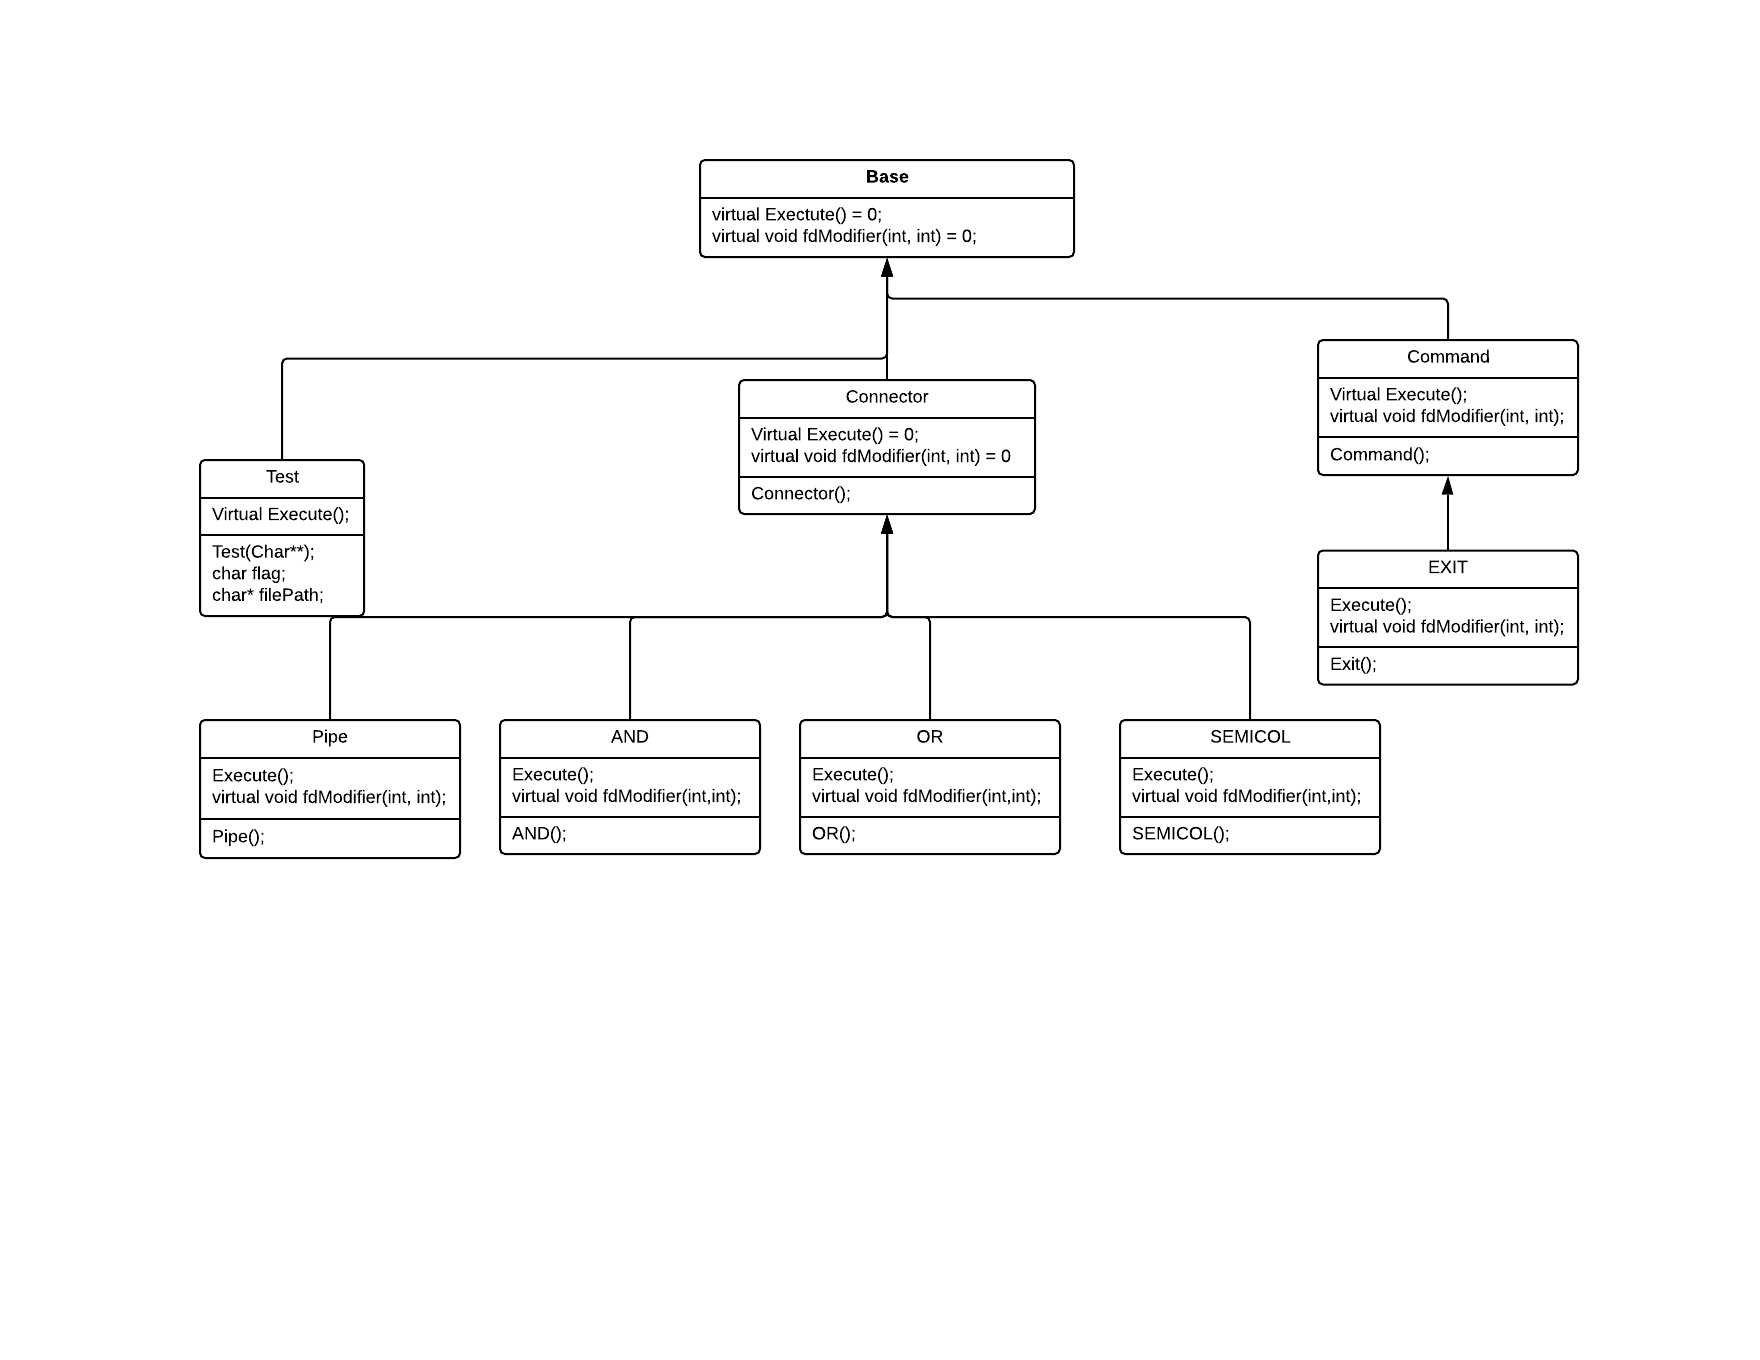 Base
virtual Exectute() = 0;
virtual void fdModifier(int, int) = 0;
Command
Virtual Execute();
virtual void fdModifier(int, int);
Command();
Connector
Virtual Execute() = 0;
virtual void fdModifier(int, int) = 0
Connector();
Test
Virtual Execute();
Test(Char**);
char flag;
char* filePath;
EXIT
Execute();
virtual void fdModifier(int, int);
Exit();
Pipe
Execute();
virtual void fdModifier(int, int);
Pipe();
AND
Execute();
virtual void fdModifier(int,int);
AND();
OR
Execute();
virtual void fdModifier(int,int);
OR();
SEMICOL
Execute();
virtual void fdModifier(int,int);
SEMICOL();